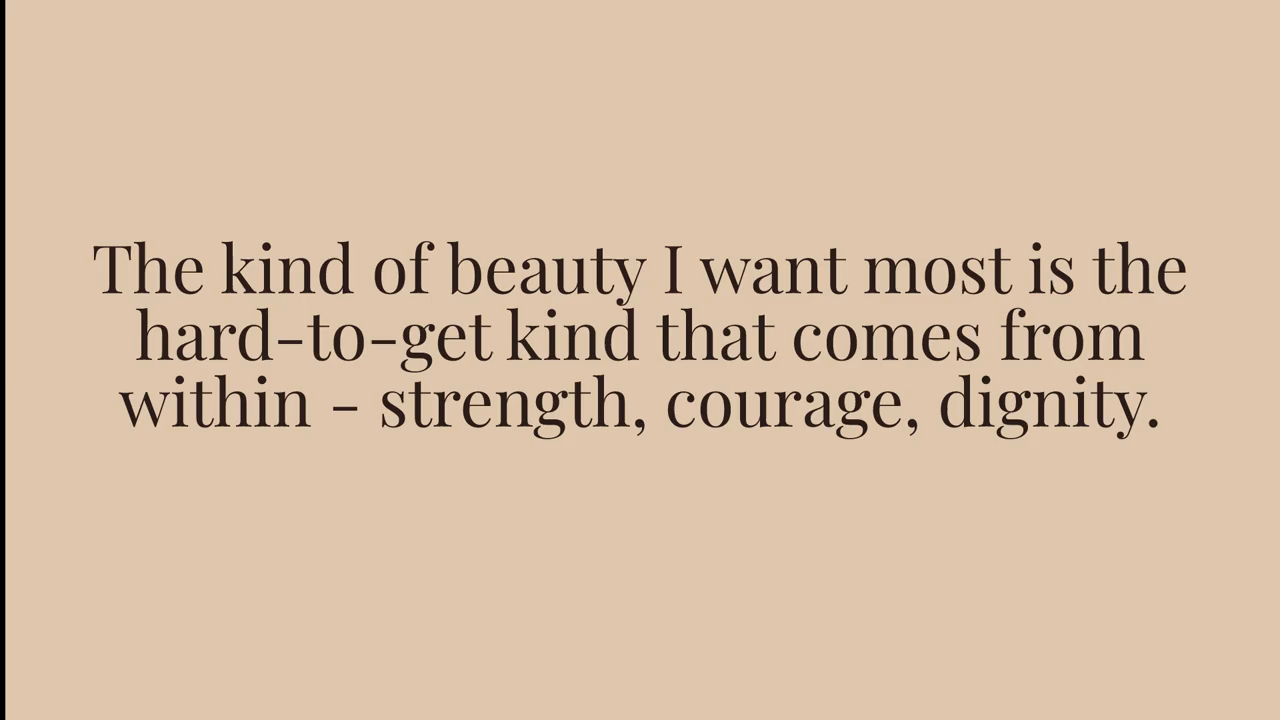 The kind of beauty I want most is the
hard-to-get kind that comes from
within - strength, courage, dignity.